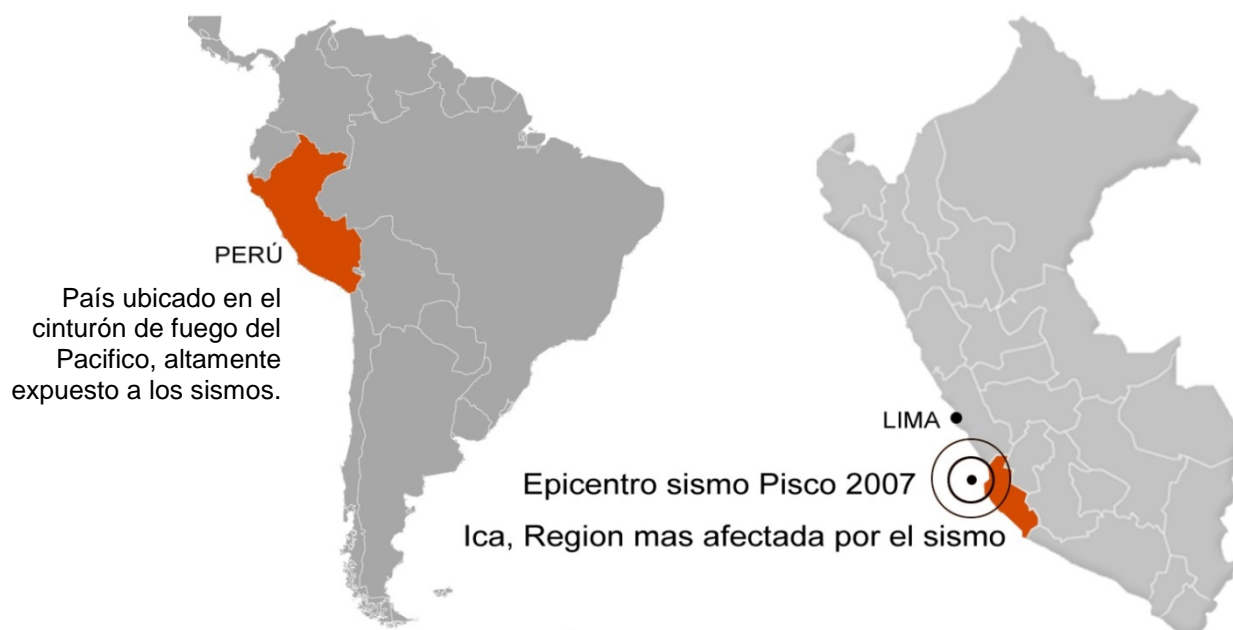 PERÚ
País ubicado en el
cinturón de fuego del
Pacifico, altamente
expuesto a los sismos.
LIMA
Epicentro sismo Pisco 2007
Ica, Region mas afectada por el sismo